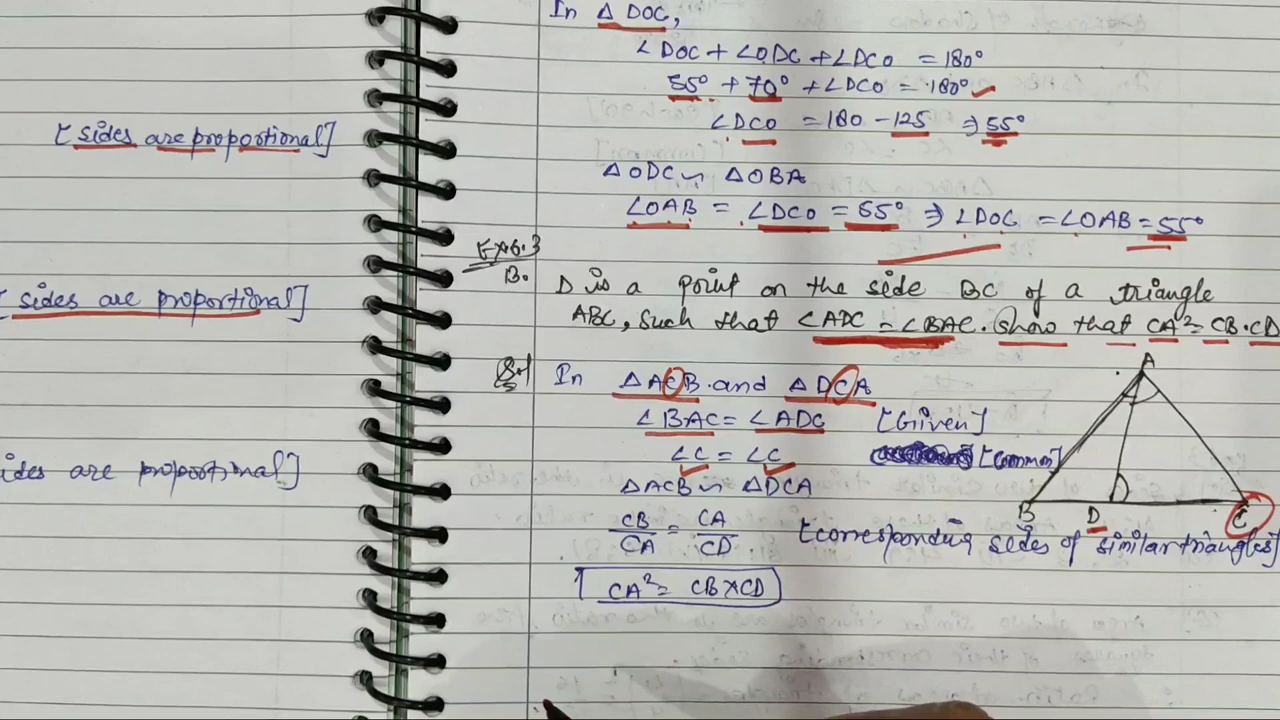 [sides are proportional]
[sides are proportional]
sides are proportional]
In △ DOC,
∠DOC + ∠ODC + ∠DCO = 180°
55° + 70° + ∠DCO = 180°
∠DCO = 180 - 125 ⇒ 55°
△ ODC ∽ △ OBA
∠OAB = ∠DCO = 55° ⇒ ∠DOC = ∠OAB = 55°
Ex 6.3
13. D is a point on the side BC of a triangle
ABC, such that ∠ADC = ∠BAC. Show that CA² = CB·CD
Sol In △ACB and △DCA
∠BAC = ∠ADC [Given]
∠C = ∠C [Common]
△ACB ∽ △DCA
CB/CA = CA/CD [corresponding sides of similar triangles]
CA² = CB × CD
A
B D C